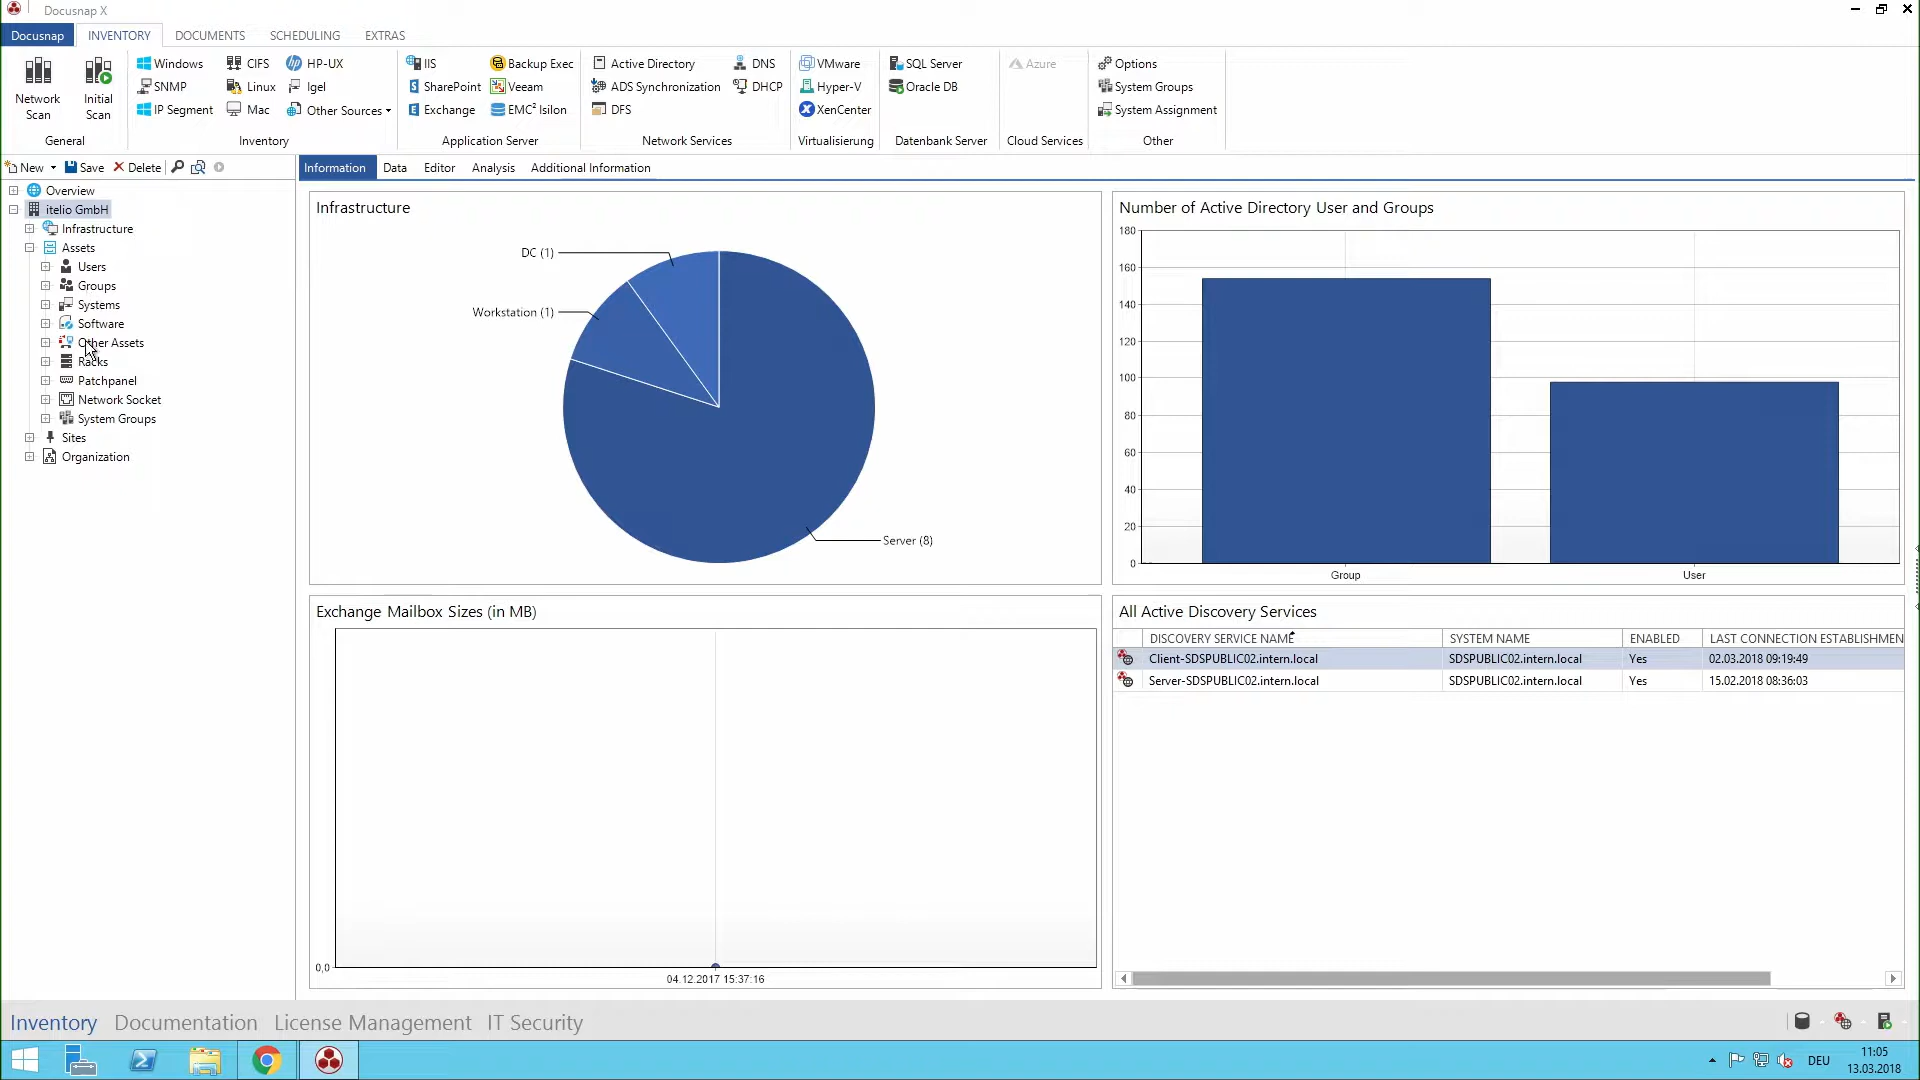 Docusnap X
Docusnap INVENTORY DOCUMENTS SCHEDULING EXTRAS
Network Scan
Initial Scan
General
Windows CIFS HP-UX
SNMP Linux Igel
IP Segment Mac Other Sources
Inventory
IIS Backup Exec
SharePoint Veeam
Exchange EMC² Isilon
Application Server
Active Directory DNS
ADS Synchronization DHCP
DFS
Network Services
VMware
Hyper-V
XenCenter
Virtualisierung
SQL Server
Oracle DB
Datenbank Server
Azure
Cloud Services
Options
System Groups
System Assignment
Other
New Save Delete
Overview
itelio GmbH
Infrastructure
Assets
Users
Groups
Systems
Software
Other Assets
Racks
Patchpanel
Network Socket
System Groups
Sites
Organization
Information Data Editor Analysis Additional Information
Infrastructure
DC (1)
Workstation (1)
Server (8)
Number of Active Directory User and Groups
180
160
140
120
100
80
60
40
20
0
Group User
Exchange Mailbox Sizes (in MB)
0,0
04.12.2017 15:37:16
All Active Discovery Services
DISCOVERY SERVICE NAME SYSTEM NAME ENABLED LAST CONNECTION ESTABLISHMEN
Client-SDSPUBLIC02.intern.local SDSPUBLIC02.intern.local Yes 02.03.2018 09:19:49
Server-SDSPUBLIC02.intern.local SDSPUBLIC02.intern.local Yes 15.02.2018 08:36:03
Inventory Documentation License Management IT Security
DEU
11:05
13.03.2018